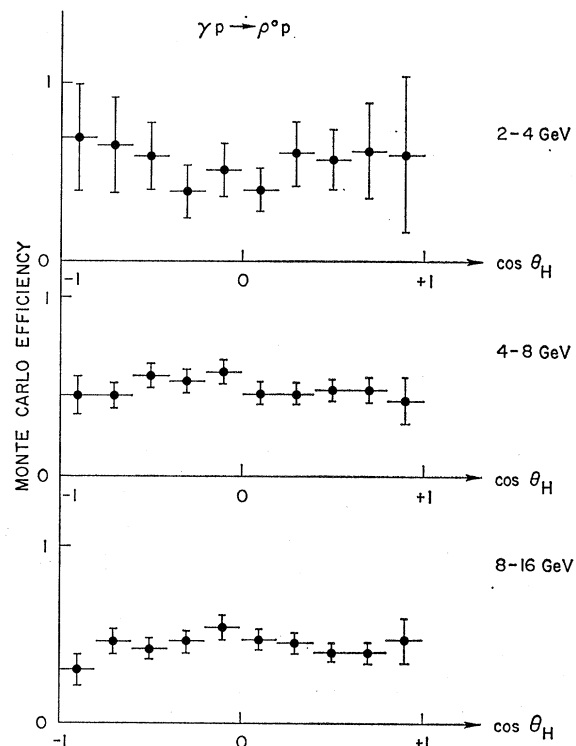 γp → ρ°p
1
2-4 GeV
0
-1
0
+1
cos θH
1
4-8 GeV
MONTE CARLO EFFICIENCY
0
-1
0
+1
cos θH
1
8-16 GeV
0
-1
0
+1
cos θH